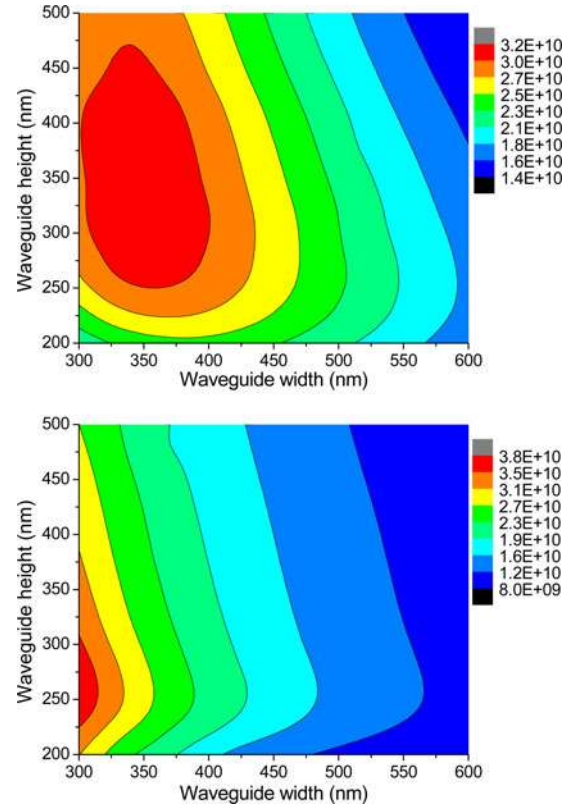 500
450
400
350
300
250
200
Waveguide height (nm)
300 350 400 450 500 550 600
Waveguide width (nm)
3.2E+10
3.0E+10
2.7E+10
2.5E+10
2.3E+10
2.1E+10
1.8E+10
1.6E+10
1.4E+10
500
450
400
350
300
250
200
Waveguide height (nm)
300 350 400 450 500 550 600
Waveguide width (nm)
3.8E+10
3.5E+10
3.1E+10
2.7E+10
2.3E+10
1.9E+10
1.6E+10
1.2E+10
8.0E+09